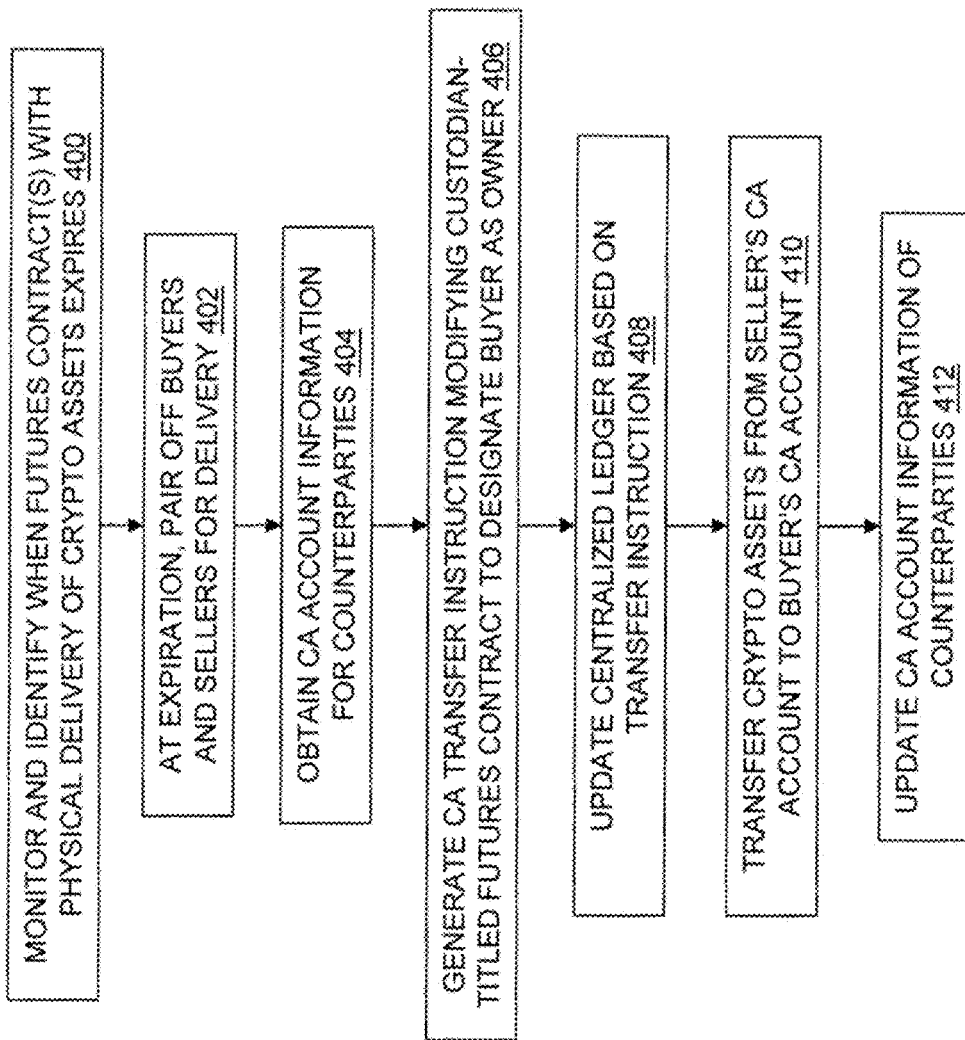 MONITOR AND IDENTIFY WHEN FUTURES CONTRACT(S) WITH
PHYSICAL DELIVERY OF CRYPTO ASSETS EXPIRES 400
AT EXPIRATION, PAIR OFF BUYERS
AND SELLERS FOR DELIVERY 402
OBTAIN CA ACCOUNT INFORMATION
FOR COUNTERPARTIES 404
GENERATE CA TRANSFER INSTRUCTION MODIFYING CUSTODIAN-
TITLED FUTURES CONTRACT TO DESIGNATE BUYER AS OWNER 406
UPDATE CENTRALIZED LEDGER BASED ON
TRANSFER INSTRUCTION 408
TRANSFER CRYPTO ASSETS FROM SELLER'S CA
ACCOUNT TO BUYER'S CA ACCOUNT 410
UPDATE CA ACCOUNT INFORMATION OF
COUNTERPARTIES 412